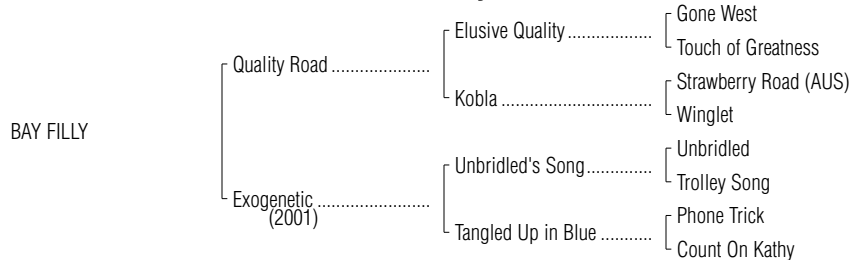 Gone West
Elusive Quality ..................
Touch of Greatness
Quality Road .....................
Strawberry Road (AUS)
Kobla ................................
Winglet
BAY FILLY
Unbridled
Unbridled's Song..............
Trolley Song
Exogenetic ........................
(2001)
Phone Trick
Tangled Up in Blue ...........
Count On Kathy